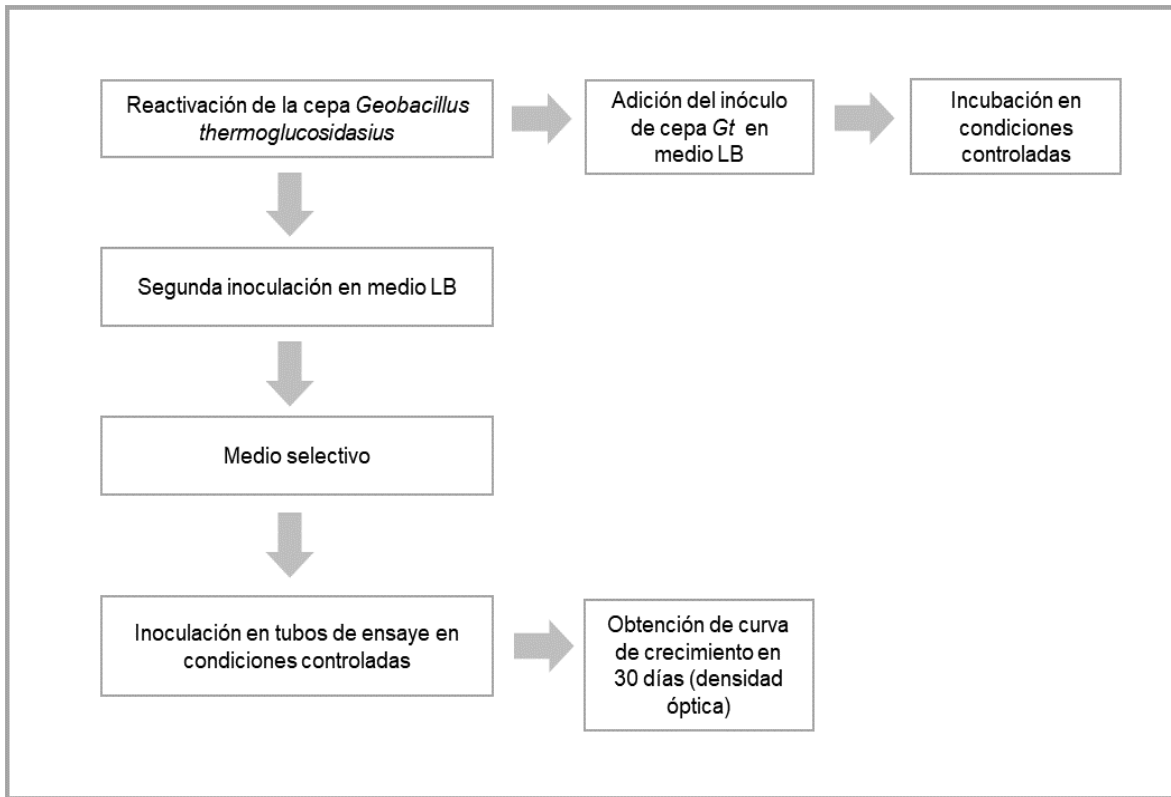 Reactivación de la cepa Geobacillus
thermoglucosidasius
Adición del inóculo
de cepa Gt en
medio LB
Incubación en
condiciones
controladas
Segunda inoculación en medio LB
Medio selectivo
Inoculación en tubos de ensaye en
condiciones controladas
Obtención de curva
de crecimiento en
30 días (densidad
óptica)